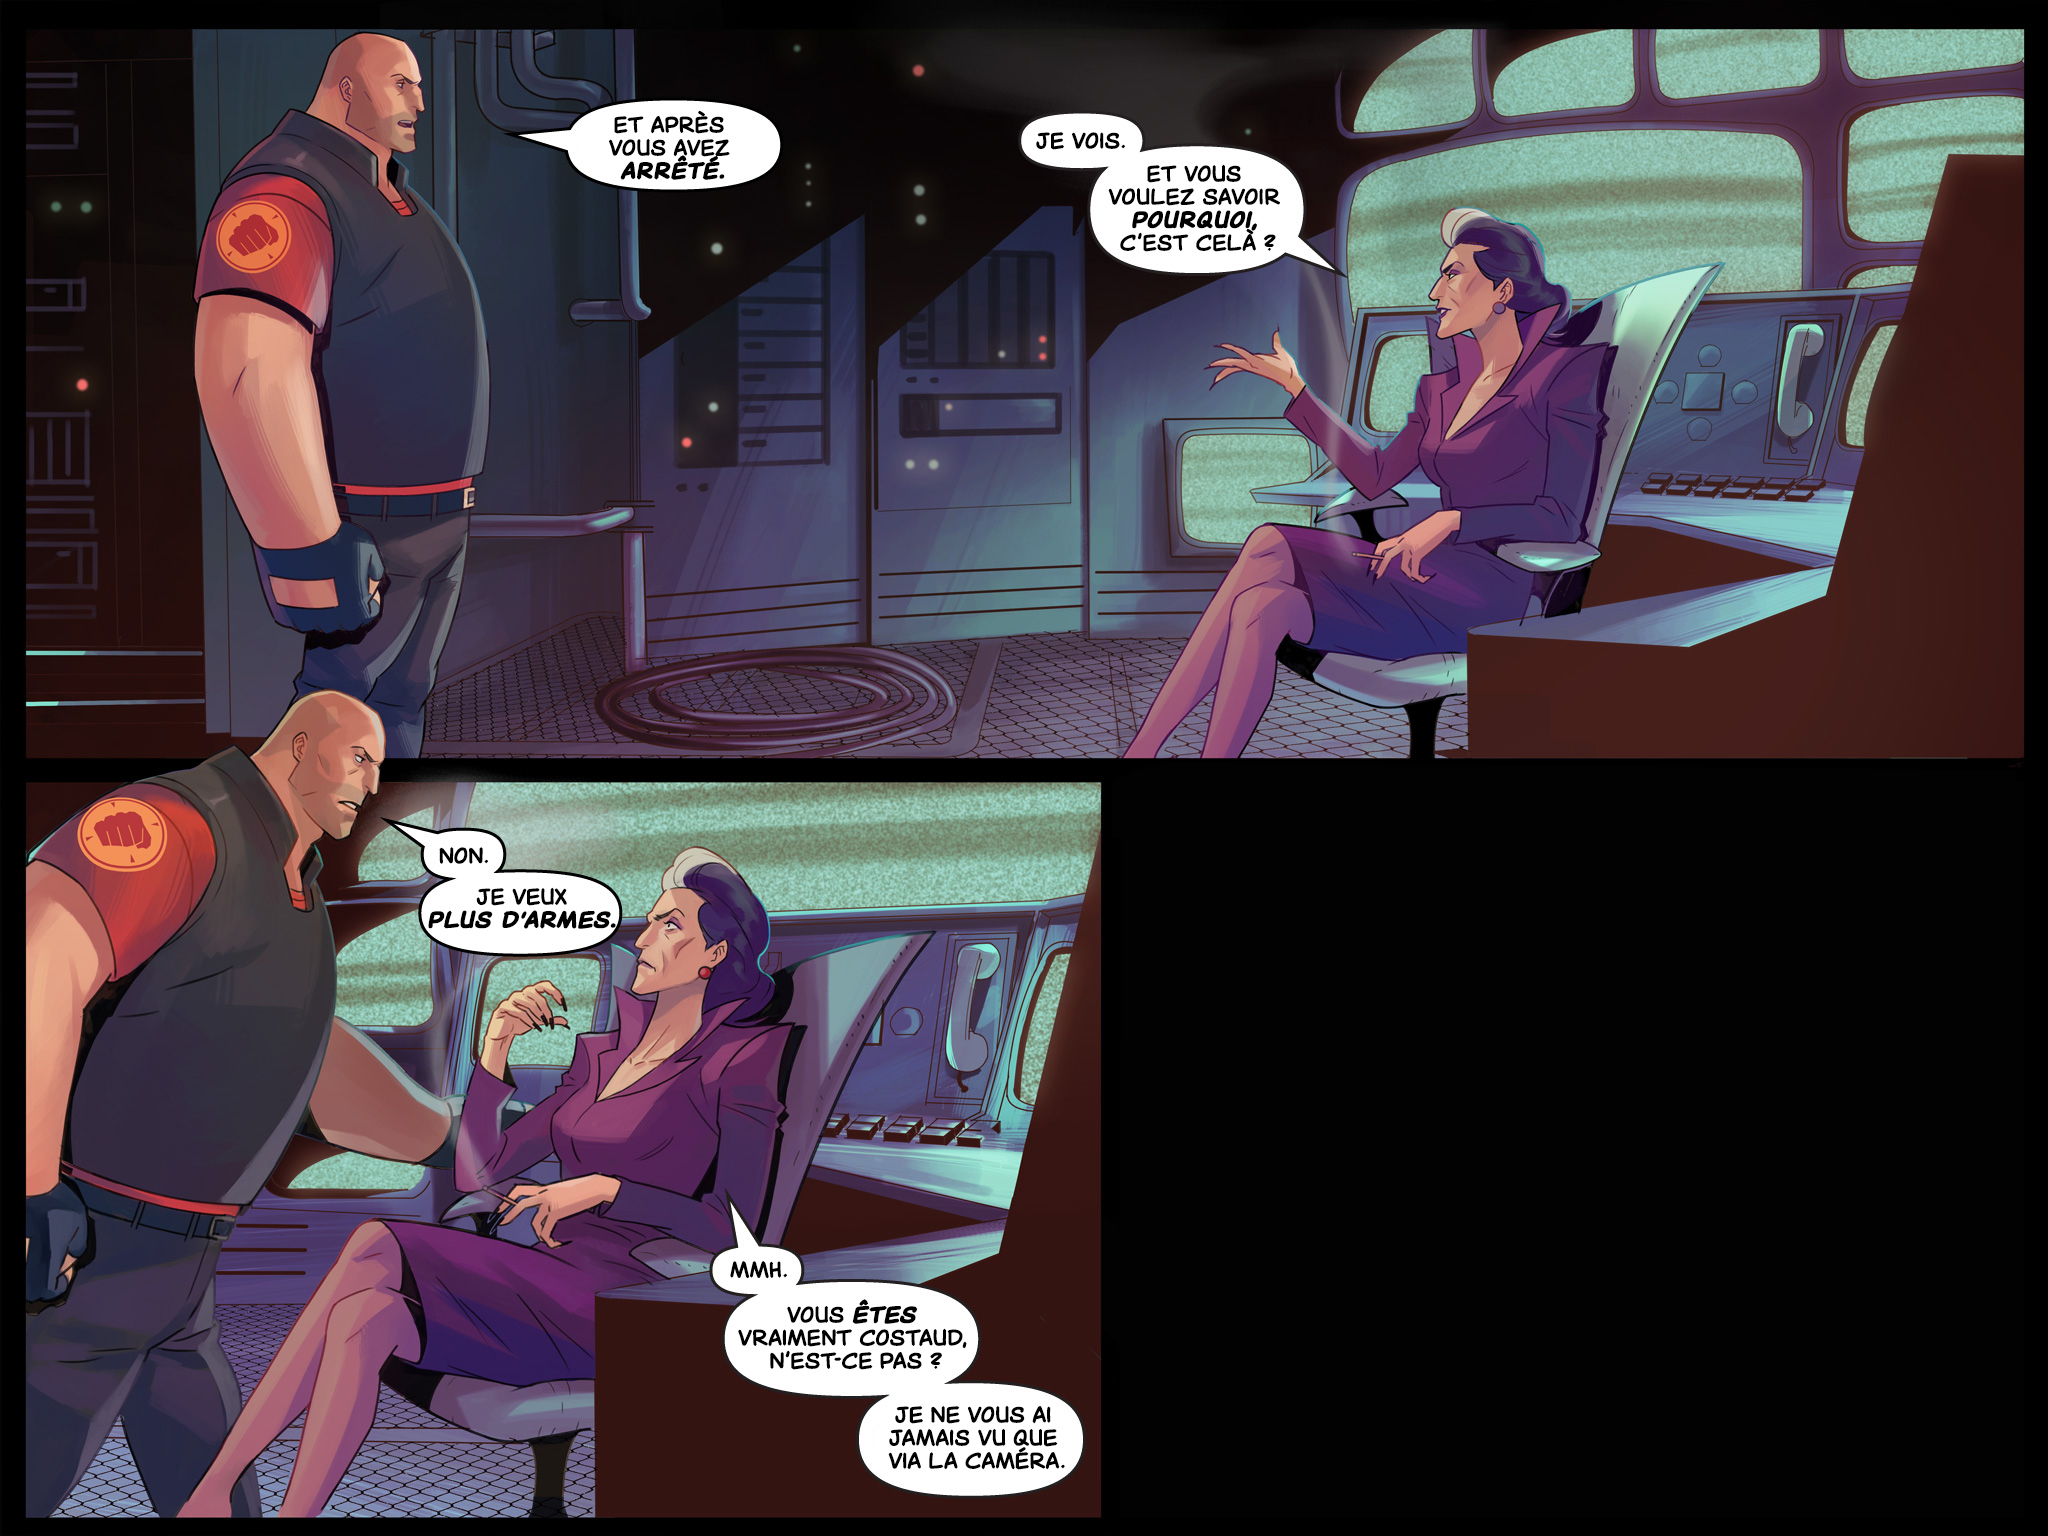 ET APRÈS
VOUS AVEZ
ARRÊTÉ.
JE VOIS.
ET VOUS
VOULEZ SAVOIR
POURQUOI,
C'EST CELÀ ?
NON.
JE VEUX
PLUS D'ARMES.
MMH.
VOUS ÊTES
VRAIMENT COSTAUD,
N'EST-CE PAS ?
JE NE VOUS AI
JAMAIS VU QUE
VIA LA CAMÉRA.